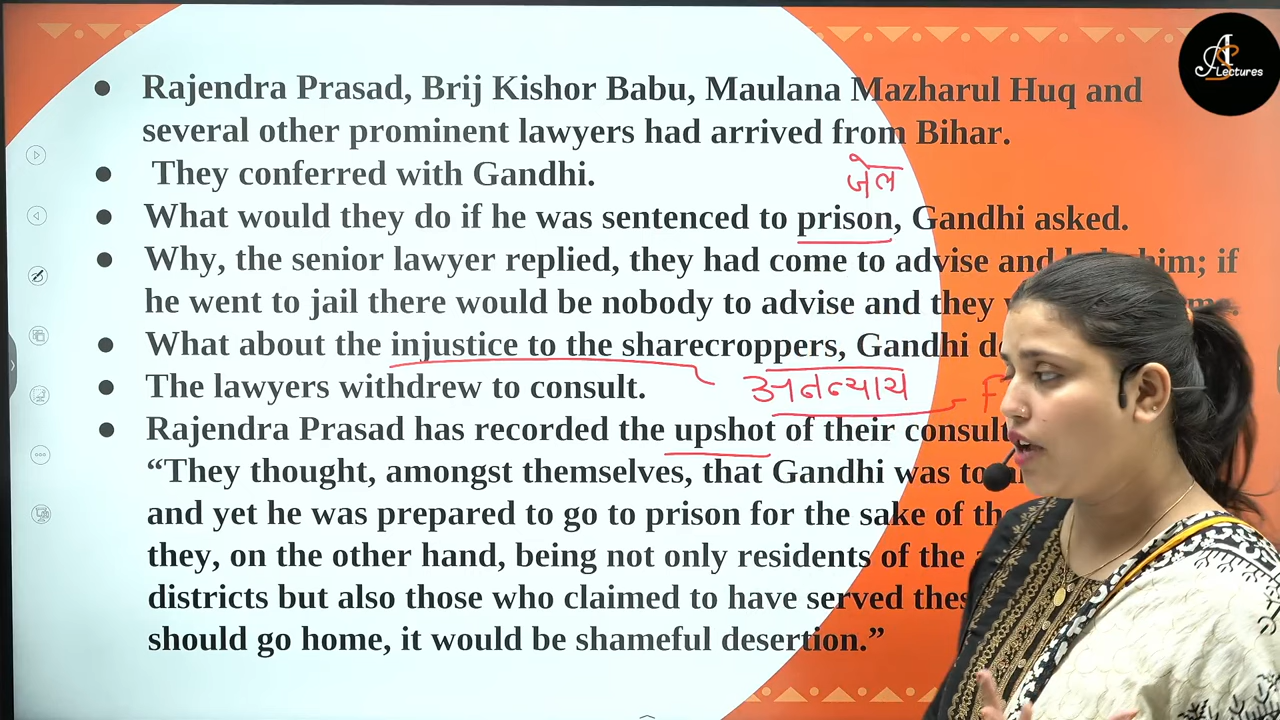 AS Lectures
• Rajendra Prasad, Brij Kishor Babu, Maulana Mazharul Huq and
several other prominent lawyers had arrived from Bihar.
• They conferred with Gandhi.
जेल
• What would they do if he was sentenced to prison, Gandhi asked.
• Why, the senior lawyer replied, they had come to advise and him; if
he went to jail there would be nobody to advise and they
• What about the injustice to the sharecroppers, Gandhi
• The lawyers withdrew to consult.
अनन्याय
• Rajendra Prasad has recorded the upshot of their
“They thought, amongst themselves, that Gandhi was
and yet he was prepared to go to prison for the sake of
they, on the other hand, being not only residents of the
districts but also those who claimed to have served
should go home, it would be shameful desertion.”